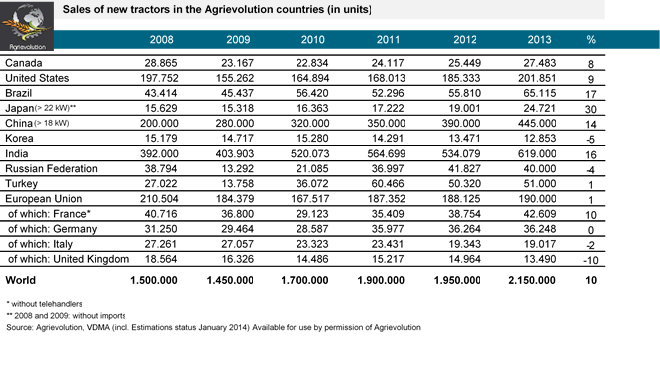 Sales of new tractors in the Agrievolution countries (in units)
Agrievolution
2008 2009 2010 2011 2012 2013 %
Canada 28.865 23.167 22.834 24.117 25.449 27.483 8
United States 197.752 155.262 164.894 168.013 185.333 201.851 9
Brazil 43.414 45.437 56.420 52.296 55.810 65.115 17
Japan (> 22 kW)** 15.629 15.318 16.363 17.222 19.001 24.721 30
China (> 18 kW) 200.000 280.000 320.000 350.000 390.000 445.000 14
Korea 15.179 14.717 15.280 14.291 13.471 12.853 -5
India 392.000 403.903 520.073 564.699 534.079 619.000 16
Russian Federation 38.794 13.292 21.085 36.997 41.827 40.000 -4
Turkey 27.022 13.758 36.072 60.466 50.320 51.000 1
European Union 210.504 184.379 167.517 187.352 188.125 190.000 1
of which: France* 40.716 36.800 29.123 35.409 38.754 42.609 10
of which: Germany 31.250 29.464 28.587 35.977 36.264 36.248 0
of which: Italy 27.261 27.057 23.323 23.431 19.343 19.017 -2
of which: United Kingdom 18.564 16.326 14.486 15.217 14.964 13.490 -10
World 1.500.000 1.450.000 1.700.000 1.900.000 1.950.000 2.150.000 10
* without telehandlers
** 2008 and 2009: without imports
Source: Agrievolution, VDMA (incl. Estimations status January 2014) Available for use by permission of Agrievolution